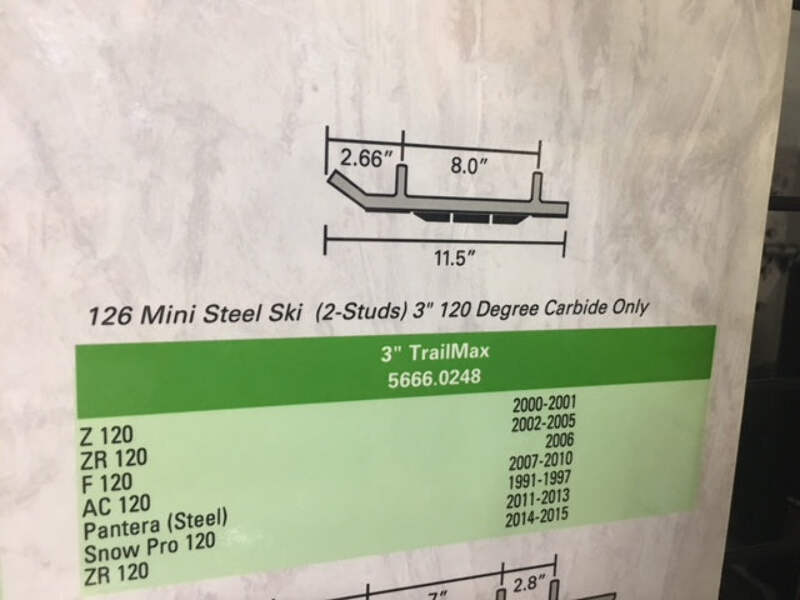 2.66"
8.0"
11.5"
126 Mini Steel Ski (2-Studs) 3" 120 Degree Carbide Only
3" TrailMax
5666.0248
Z 120 2000-2001
ZR 120 2002-2005
F 120 2006
AC 120 2007-2010
Pantera (Steel) 1991-1997
Snow Pro 120 2011-2013
ZR 120 2014-2015
2.8"